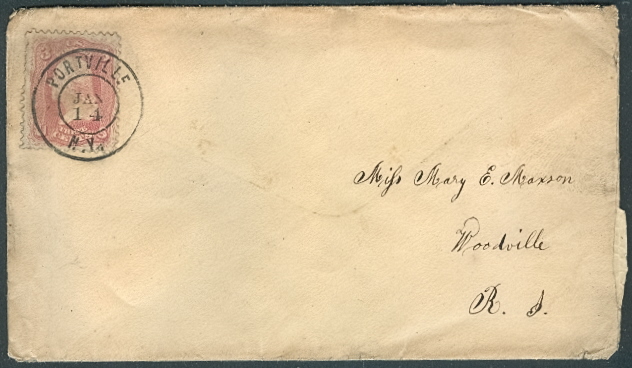 PORTVILLE
JAN
14
N.Y.
Miss Mary E. Maxson
Woodville
R. I.